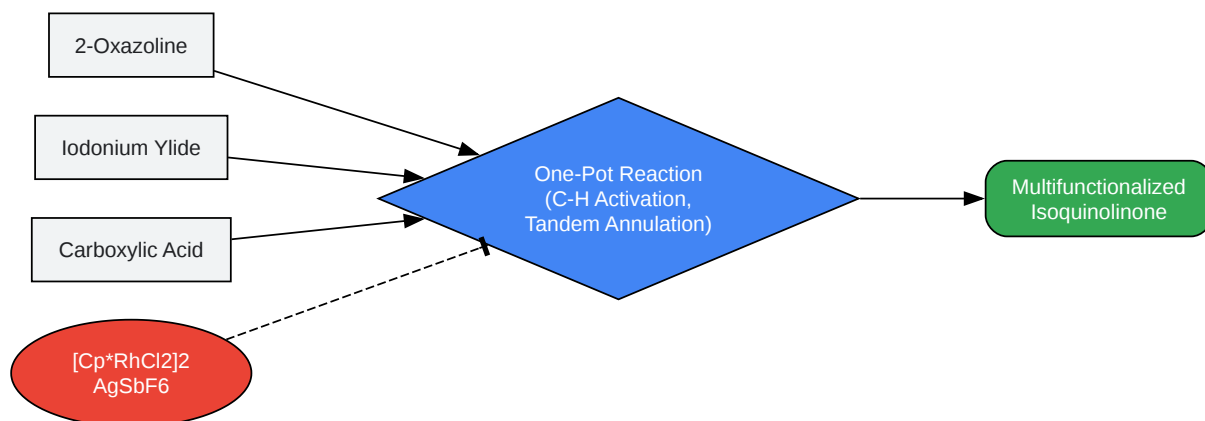 2-Oxazoline
Iodonium Ylide
Carboxylic Acid
[Cp*RhCl2]2
AgSbF6
One-Pot Reaction
(C-H Activation,
Tandem Annulation)
Multifunctionalized
Isoquinolinone